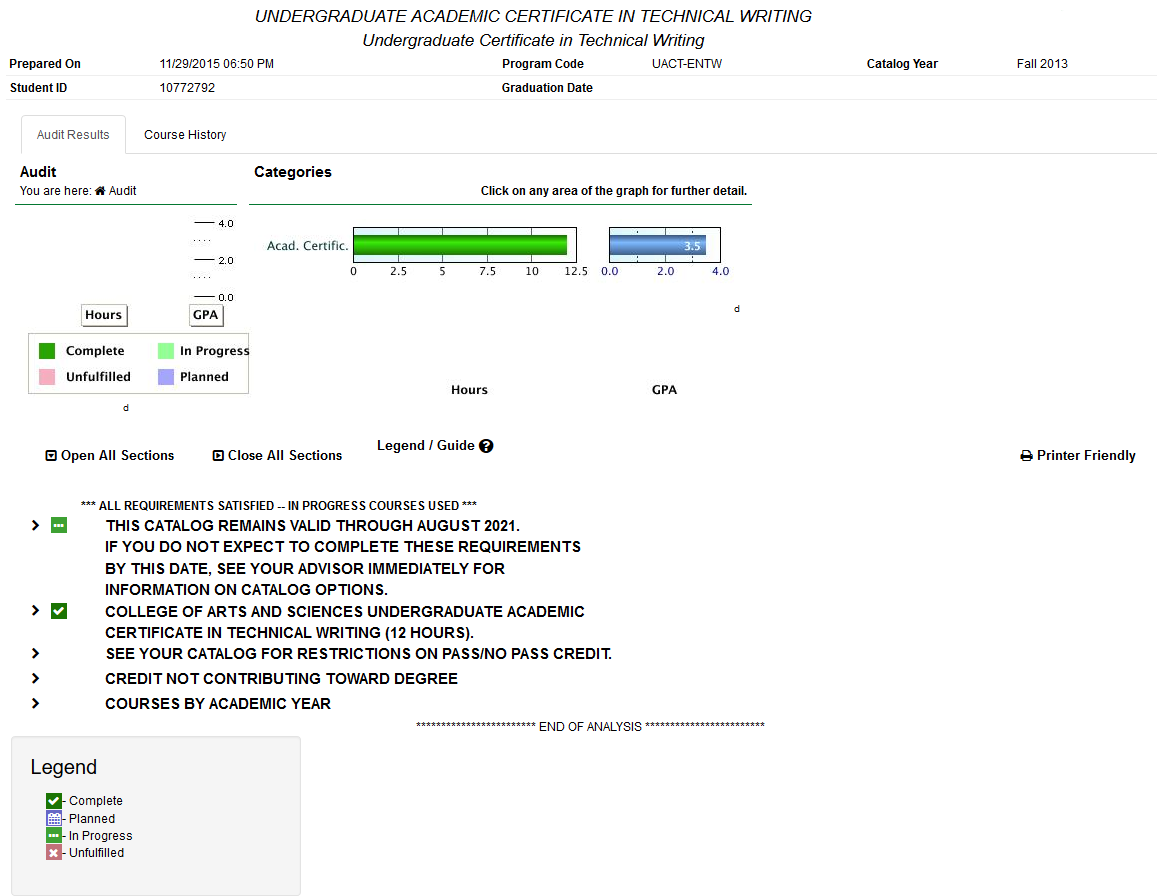 UNDERGRADUATE ACADEMIC CERTIFICATE IN TECHNICAL WRITING
Undergraduate Certificate in Technical Writing
Prepared On 11/29/2015 06:50 PM Program Code UACT-ENTW Catalog Year Fall 2013
Student ID 10772792 Graduation Date
Audit Results Course History
Audit
You are here: Audit
4.0
....
2.0
....
0.0
Hours GPA
Complete In Progress
Unfulfilled Planned
d
Categories
Click on any area of the graph for further detail.
Acad. Certific. 3.5
0 2.5 5 7.5 10 12.5 0.0 2.0 4.0
d
Hours GPA
Open All Sections Close All Sections Legend / Guide Printer Friendly
*** ALL REQUIREMENTS SATISFIED -- IN PROGRESS COURSES USED ***
THIS CATALOG REMAINS VALID THROUGH AUGUST 2021.
IF YOU DO NOT EXPECT TO COMPLETE THESE REQUIREMENTS
BY THIS DATE, SEE YOUR ADVISOR IMMEDIATELY FOR
INFORMATION ON CATALOG OPTIONS.
COLLEGE OF ARTS AND SCIENCES UNDERGRADUATE ACADEMIC
CERTIFICATE IN TECHNICAL WRITING (12 HOURS).
SEE YOUR CATALOG FOR RESTRICTIONS ON PASS/NO PASS CREDIT.
CREDIT NOT CONTRIBUTING TOWARD DEGREE
COURSES BY ACADEMIC YEAR
************************ END OF ANALYSIS ************************
Legend
- Complete
- Planned
- In Progress
- Unfulfilled